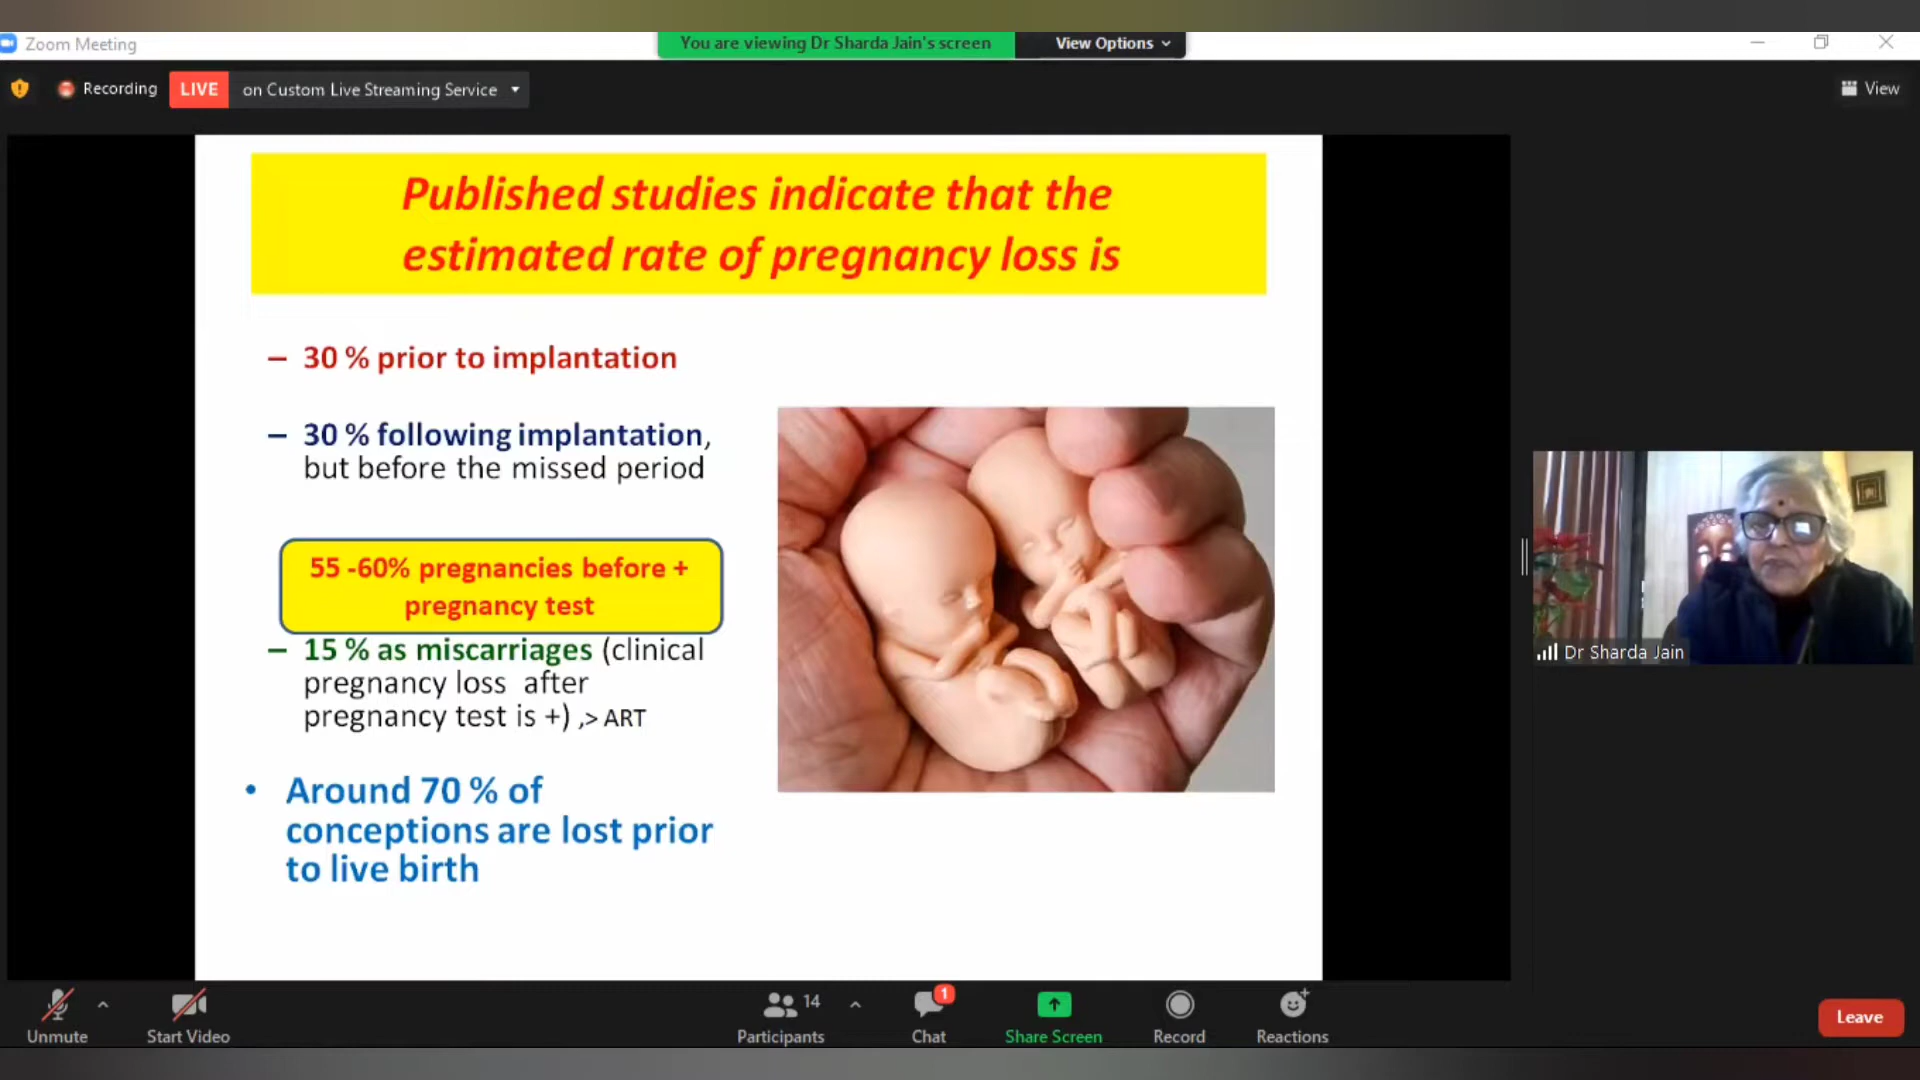 Zoom Meeting
You are viewing Dr Sharda Jain's screen
View Options
Recording
LIVE
on Custom Live Streaming Service
View
Published studies indicate that the
estimated rate of pregnancy loss is
– 30 % prior to implantation
– 30 % following implantation,
but before the missed period
55 -60% pregnancies before +
pregnancy test
– 15 % as miscarriages (clinical
pregnancy loss after
pregnancy test is +) ,> ART
• Around 70 % of
conceptions are lost prior
to live birth
Dr Sharda Jain
Unmute
Start Video
14
Participants
1
Chat
Share Screen
Record
Reactions
Leave